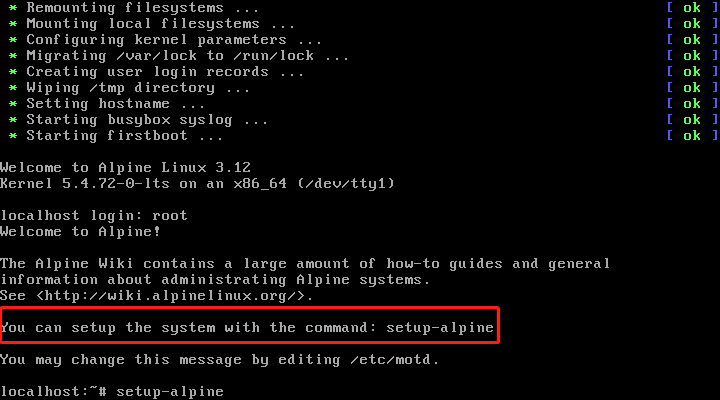 * Remounting filesystems ... [ ok ]
* Mounting local filesystems ... [ ok ]
* Configuring kernel parameters ... [ ok ]
* Migrating /var/lock to /run/lock ... [ ok ]
* Creating user login records ... [ ok ]
* Wiping /tmp directory ... [ ok ]
* Setting hostname ... [ ok ]
* Starting busybox syslog ... [ ok ]
* Starting firstboot ... [ ok ]
Welcome to Alpine Linux 3.12
Kernel 5.4.72-0-lts on an x86_64 (/dev/tty1)
localhost login: root
Welcome to Alpine!
The Alpine Wiki contains a large amount of how-to guides and general
information about administrating Alpine systems.
See <http://wiki.alpinelinux.org/>.
You can setup the system with the command: setup-alpine
You may change this message by editing /etc/motd.
localhost:~# setup-alpine